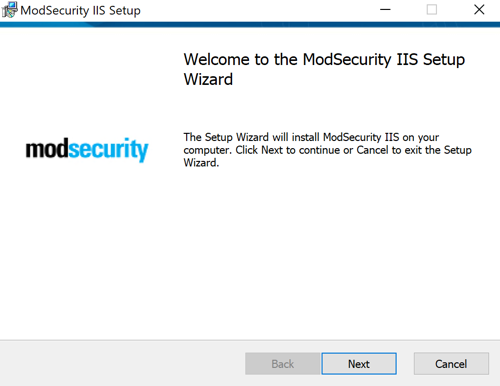 ModSecurity IIS Setup
Welcome to the ModSecurity IIS Setup
Wizard
modsecurity
The Setup Wizard will install ModSecurity IIS on your
computer. Click Next to continue or Cancel to exit the Setup
Wizard.
Back
Next
Cancel